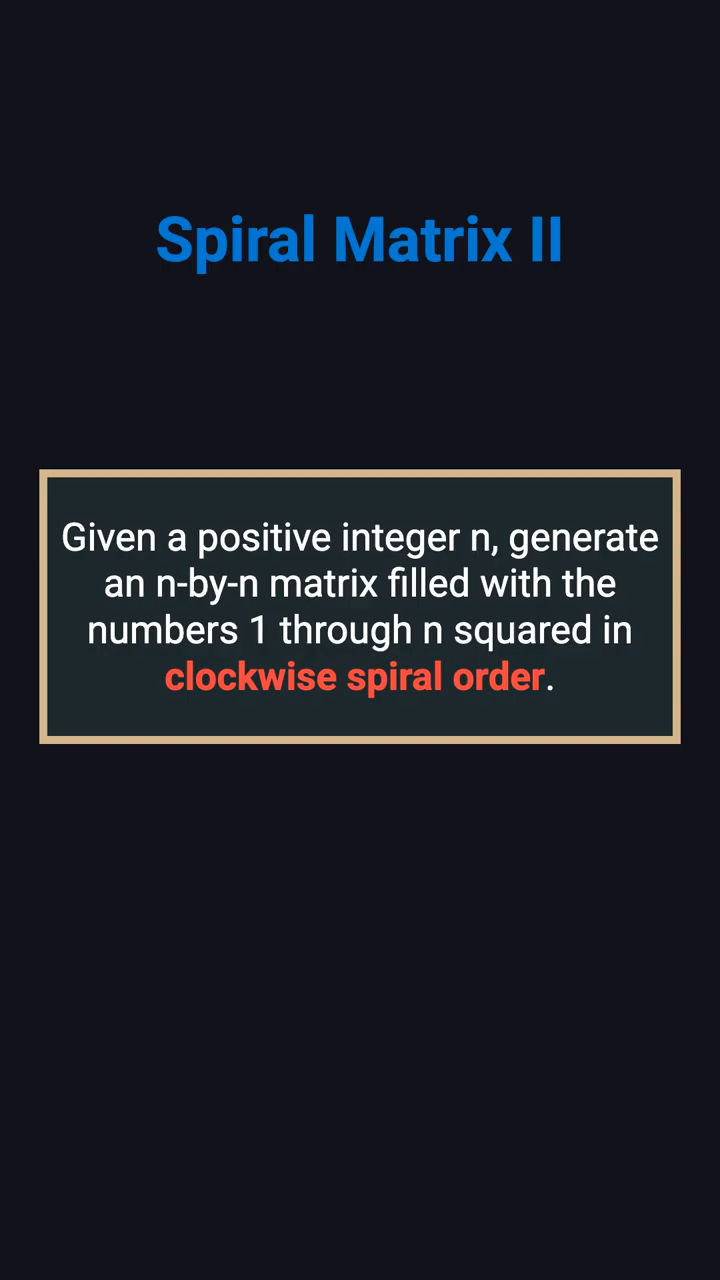 Spiral Matrix II
Given a positive integer n, generate
an n-by-n matrix filled with the
numbers 1 through n squared in
clockwise spiral order.